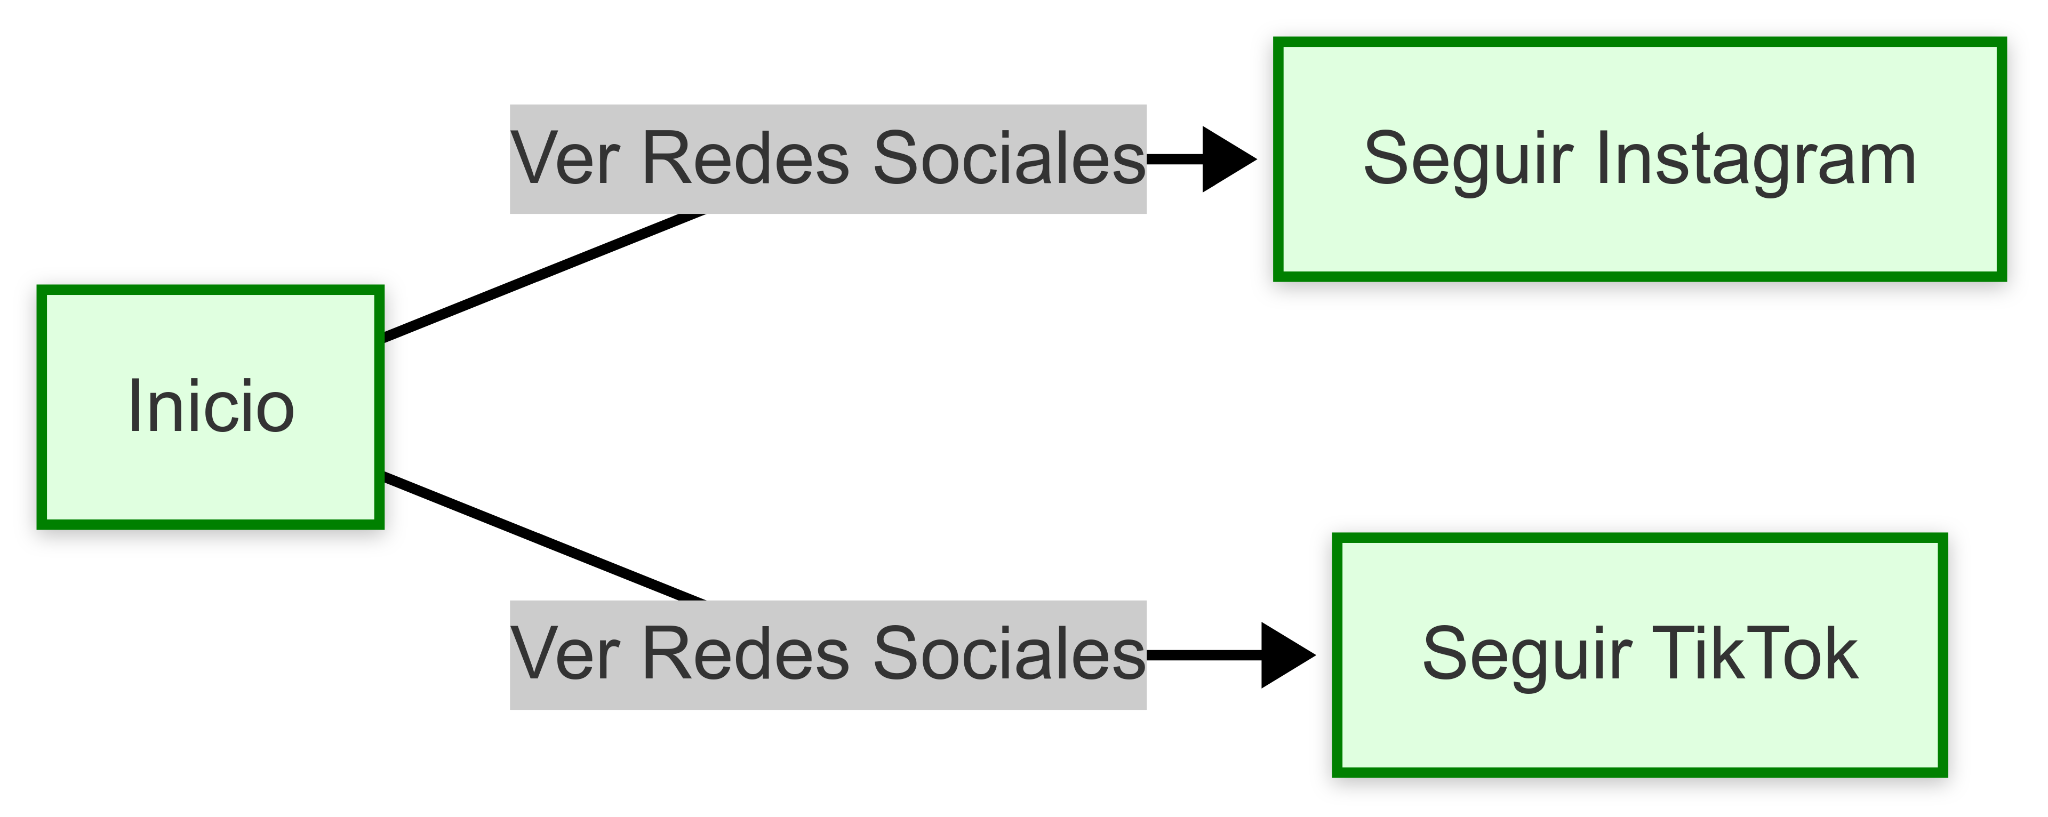 Ver Redes Sociales
Seguir Instagram
Inicio
Ver Redes Sociales
Seguir TikTok